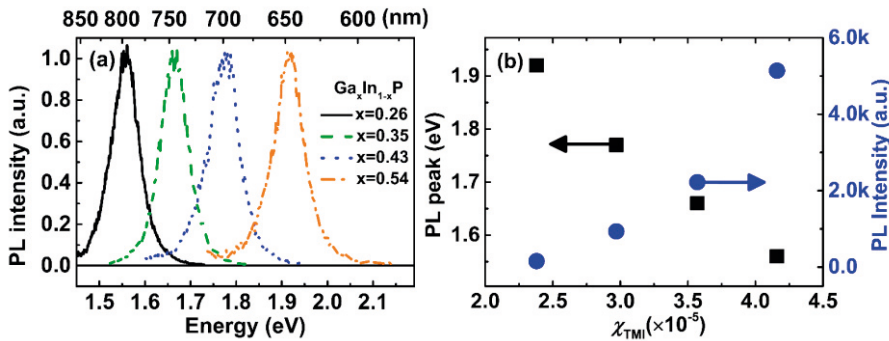 850 800 750 700 650 600 (nm)
(a)
Ga_xIn_{1-x}P
x=0.26
x=0.35
x=0.43
x=0.54
PL intensity (a.u.)
1.0
0.8
0.6
0.4
0.2
0.0
1.5 1.6 1.7 1.8 1.9 2.0 2.1
Energy (eV)
(b)
PL peak (eV)
1.9
1.8
1.7
1.6
6.0k
4.0k
2.0k
0.0
PL Intensity (a.u.)
2.0 2.5 3.0 3.5 4.0 4.5
χ_TMI(×10⁻⁵)